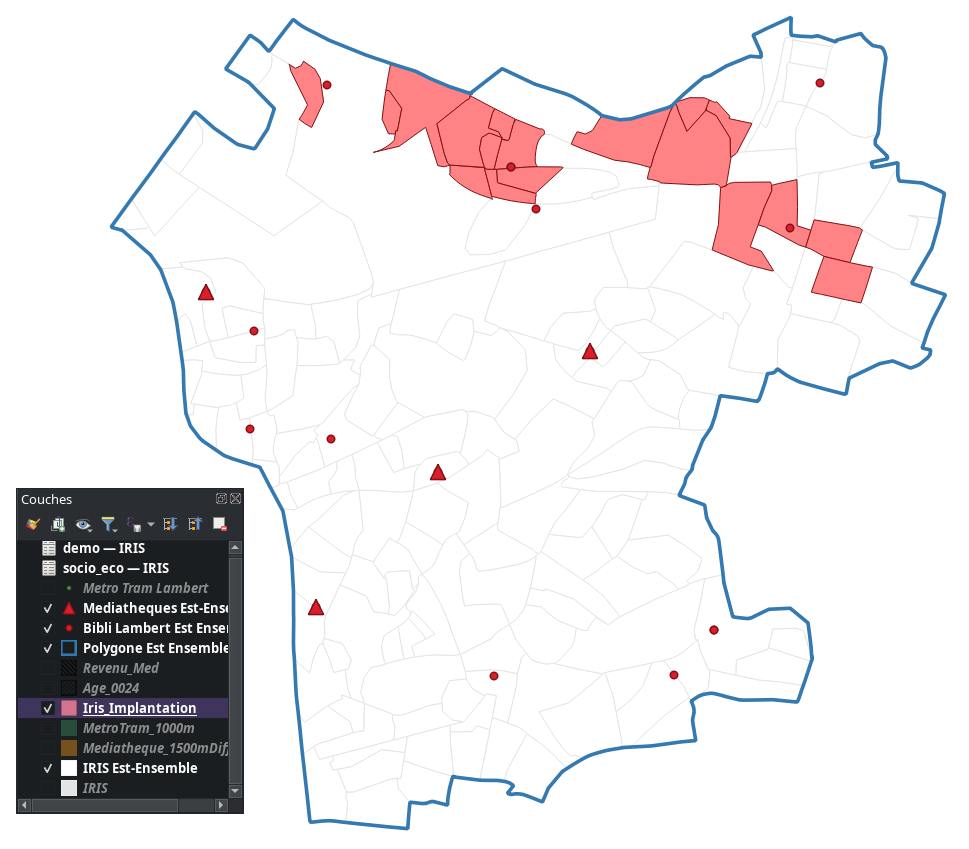 Couches
demo — IRIS
socio_eco — IRIS
Metro Tram Lambert
Mediatheques Est-Ense
Bibli Lambert Est Enser
Polygone Est Ensemble
Revenu_Med
Age_0024
Iris_Implantation
MetroTram_1000m
Mediatheque_1500mDiff
IRIS Est-Ensemble
IRIS